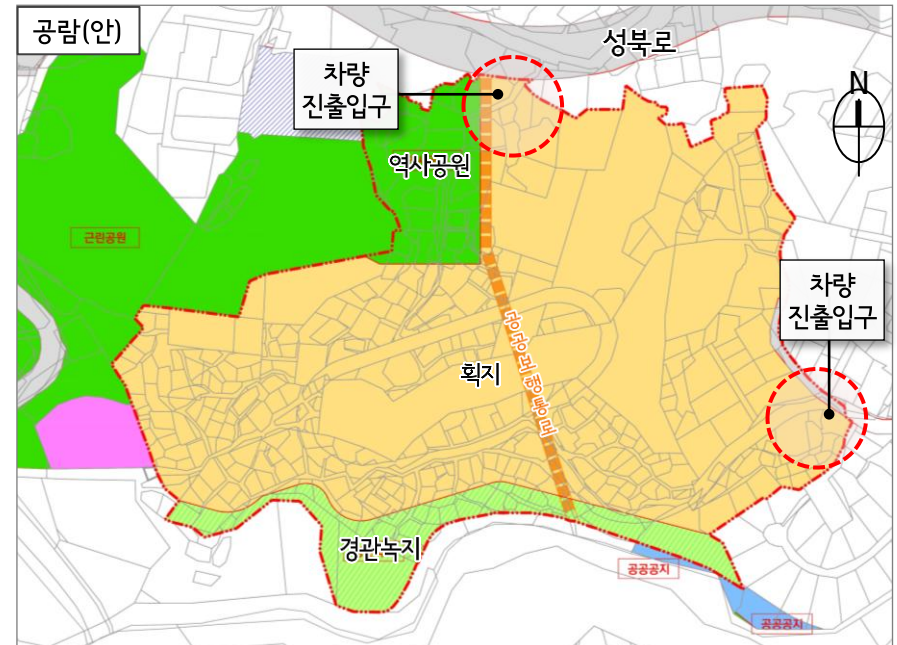 공람(안)
성북로
차량
진출입구
N
역사공원
근린공원
차량
진출입구
공공보행통로
획지
경관녹지
공공공지
공공공지